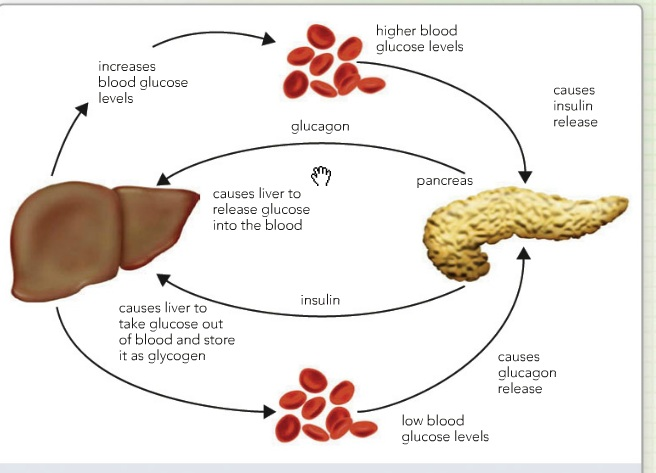 higher blood
glucose levels
increases
blood glucose
levels
causes
insulin
release
glucagon
pancreas
causes liver to
release glucose
into the blood
insulin
causes liver to
take glucose out
of blood and store
it as glycogen
causes
glucagon
release
low blood
glucose levels